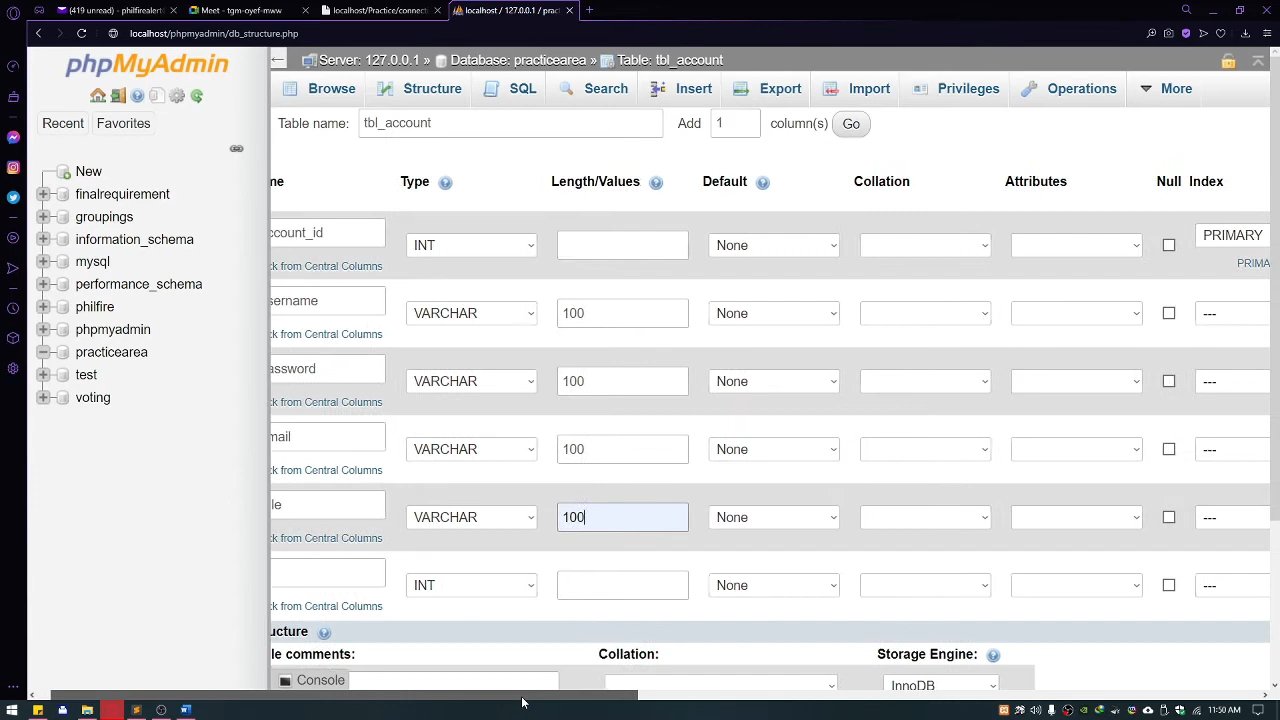 (419 unread) - philfirealert
Meet - tgm-oyef-mww
localhost/Practice/connect
localhost / 127.0.0.1 / pract
localhost/phpmyadmin/db_structure.php
phpMyAdmin
Recent
Favorites
New
finalrequirement
groupings
information_schema
mysql
performance_schema
philfire
phpmyadmin
practicearea
test
voting
Server: 127.0.0.1 » Database: practicearea » Table: tbl_account
Browse Structure SQL Search Insert Export Import Privileges Operations More
Table name: tbl_account Add 1 column(s) Go
me Type Length/Values Default Collation Attributes Null Index
ccount_id INT None PRIMARY
ck from Central Columns PRIMA
sername VARCHAR 100 None ---
ck from Central Columns
assword VARCHAR 100 None ---
ck from Central Columns
mail VARCHAR 100 None ---
ck from Central Columns
le VARCHAR 100 None ---
ck from Central Columns
INT None ---
ck from Central Columns
ucture
le comments: Collation: Storage Engine:
Console InnoDB
11:50 AM